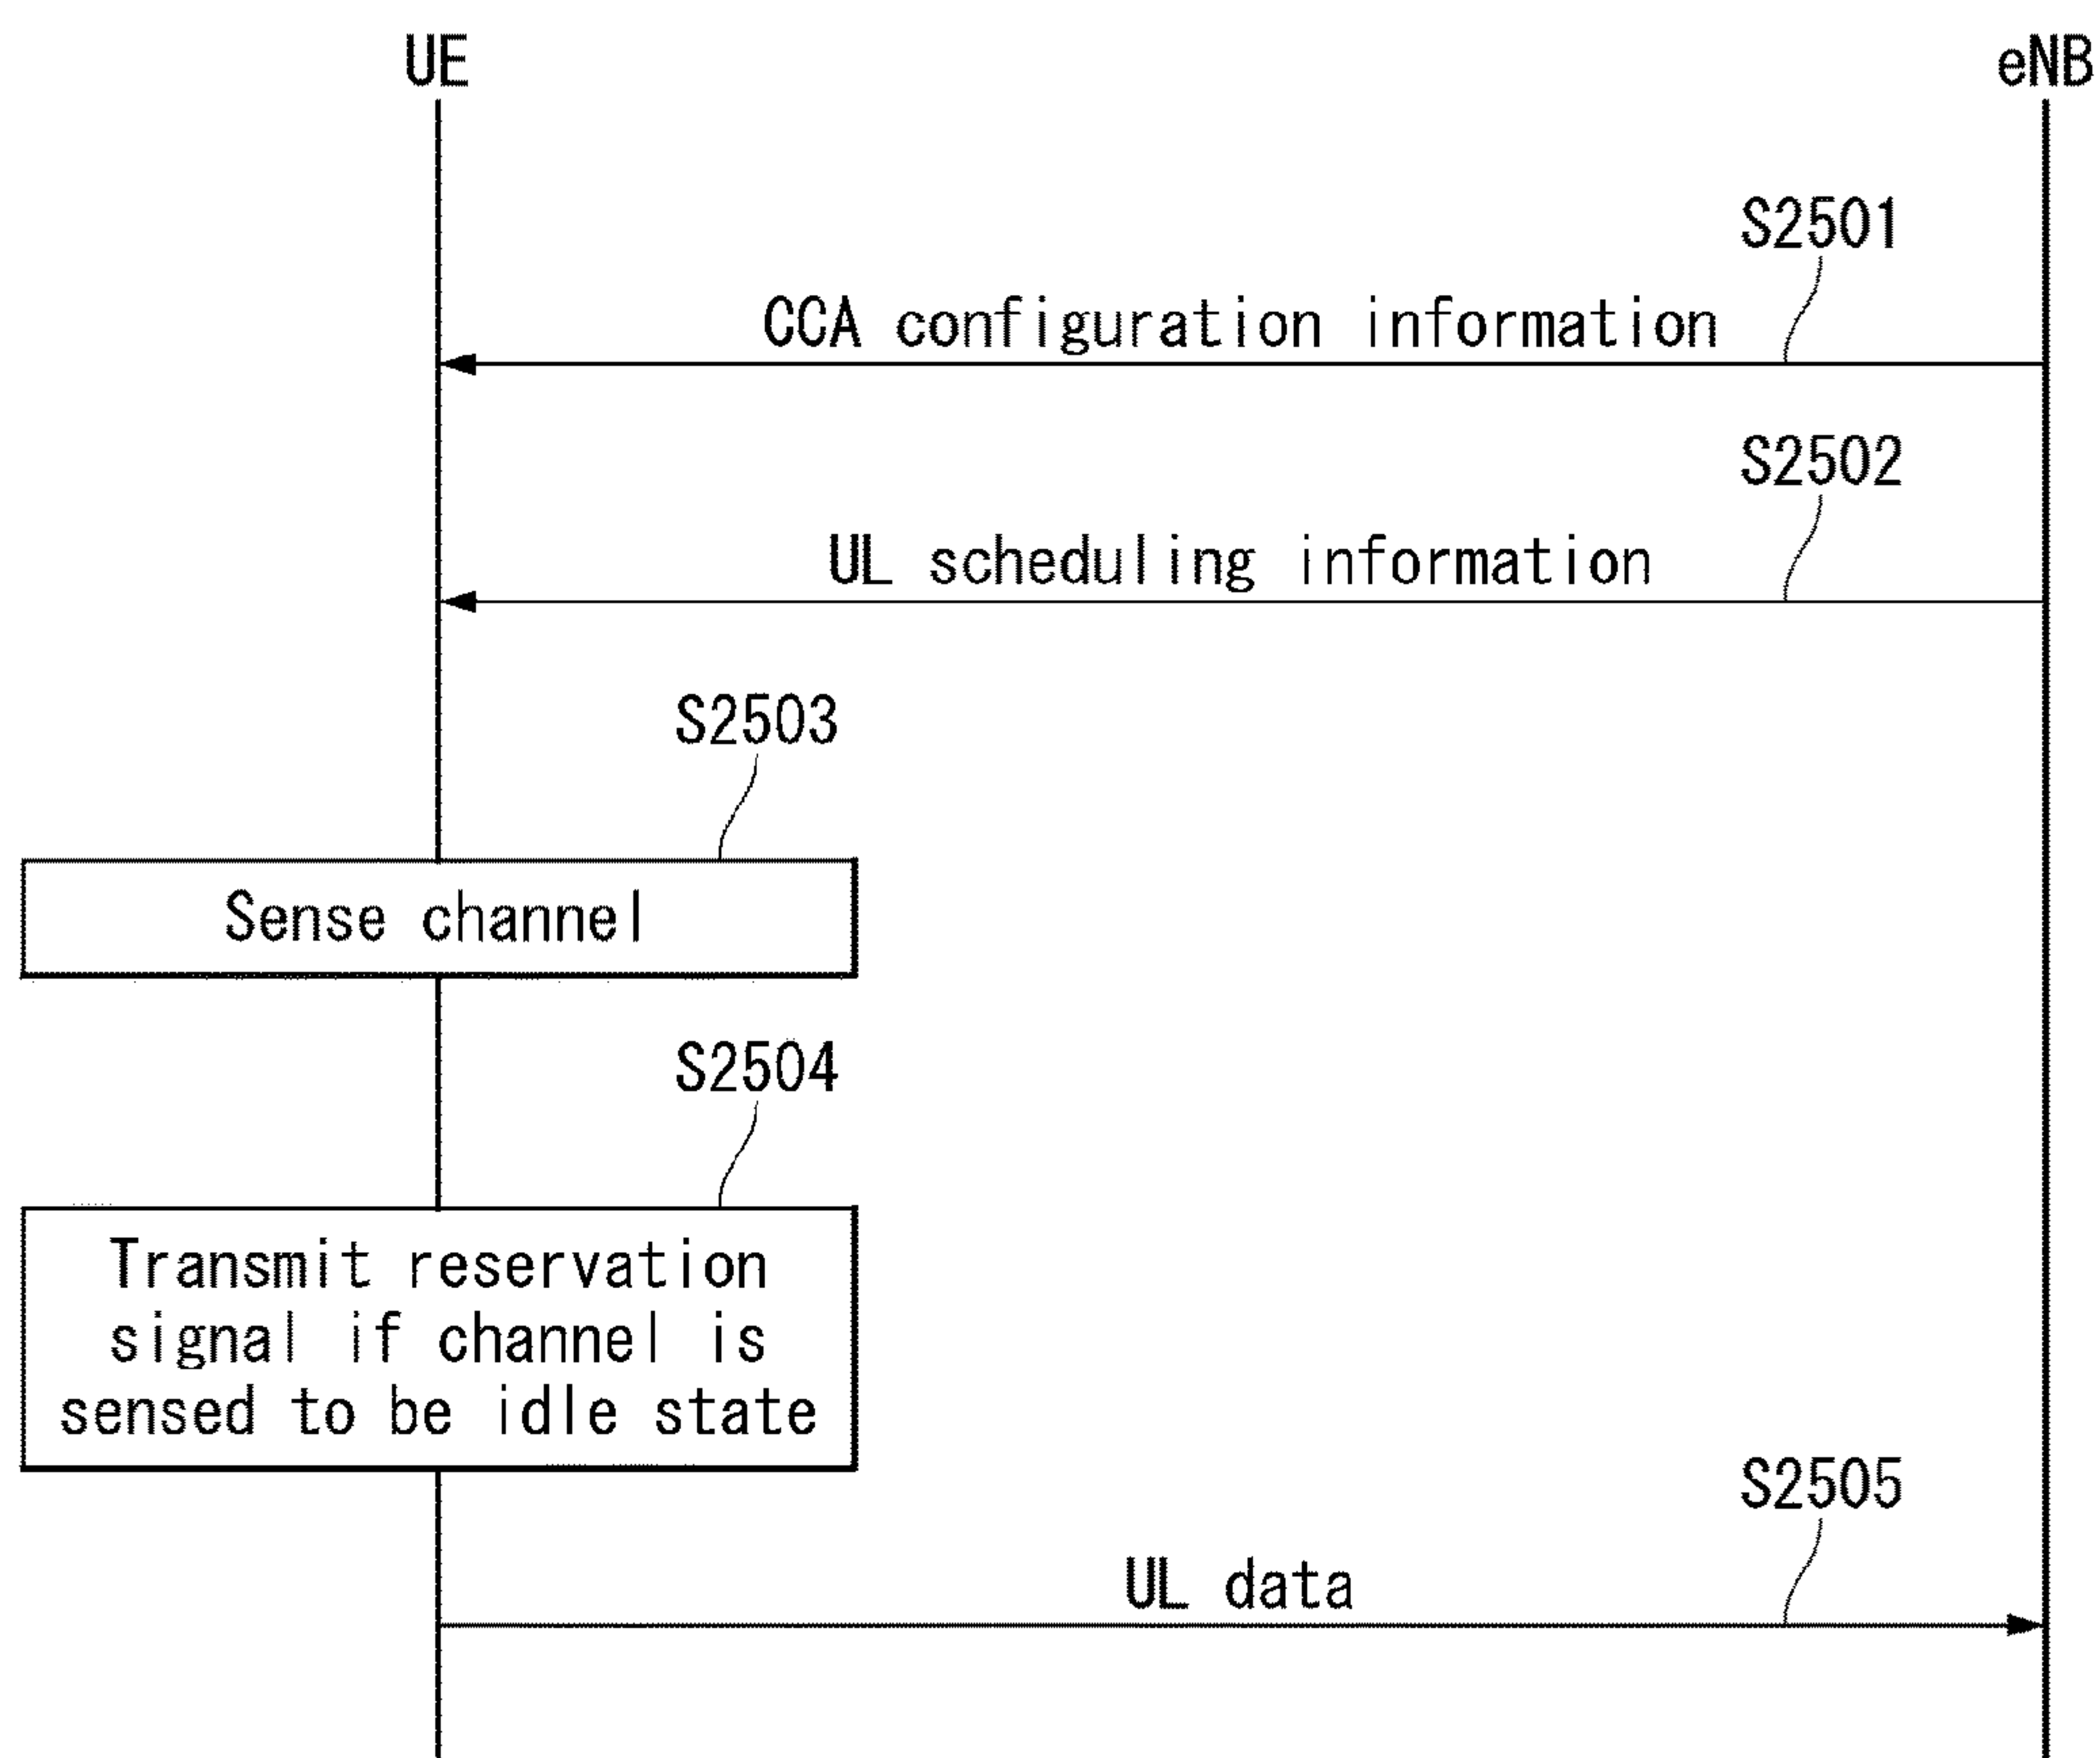 UE
eNB
S2501
CCA configuration information
S2502
UL scheduling information
S2503
Sense channel
S2504
Transmit reservation
signal if channel is
sensed to be idle state
S2505
UL data